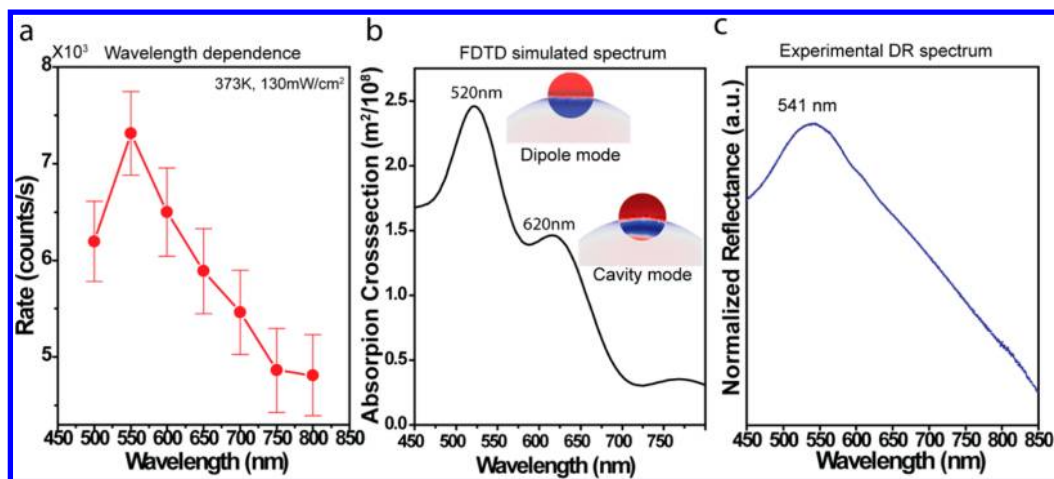 a
X10³
Wavelength dependence
373K, 130mW/cm²
8
7
6
5
Rate (counts/s)
450 500 550 600 650 700 750 800 850
Wavelength (nm)
b
FDTD simulated spectrum
520nm
Dipole mode
620nm
Cavity mode
2.5
2.0
1.5
1.0
0.5
0.0
Absorpion Crosssection (m²/10⁸)
450 500 550 600 650 700 750
Wavelength (nm)
c
Experimental DR spectrum
541 nm
Normalized Reflectance (a.u.)
450 500 550 600 650 700 750 800 850
Wavelength (nm)